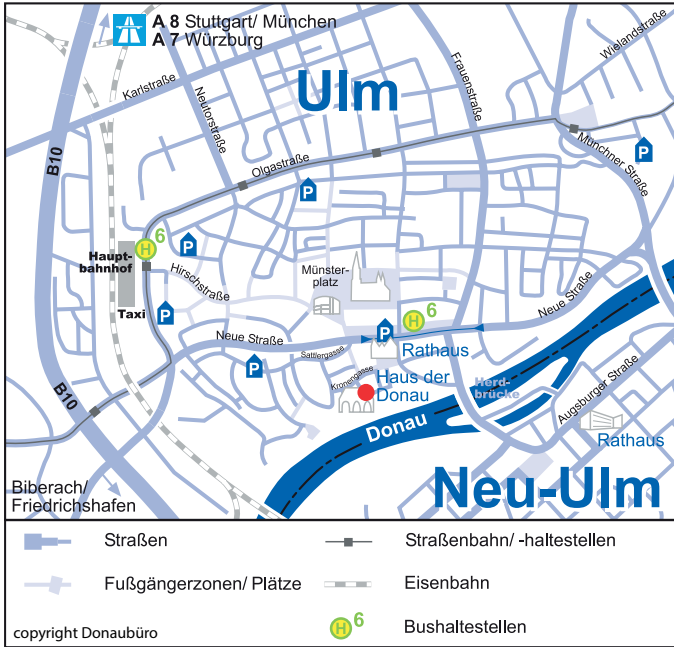 A 8 Stuttgart/ München
A 7 Würzburg
Karlstraße
Neutorstraße
Ulm
Frauenstraße
Wielandstraße
Münchner Straße
P
B10
Olgastraße
P
H 6
P
Haupt-
bahnhof
Hirschstraße
Münster-
platz
Taxi
P
Neue Straße
H 6
P
Neue Straße
Sattlergasse
Rathaus
P
Kronengasse
Haus der
Donau
Herd-
brücke
Augsburger Straße
B10
Donau
Rathaus
Biberach/
Friedrichshafen
Neu-Ulm
Straßen
Straßenbahn/ -haltestellen
Fußgängerzonen/ Plätze
Eisenbahn
copyright Donaubüro
H 6
Bushaltestellen